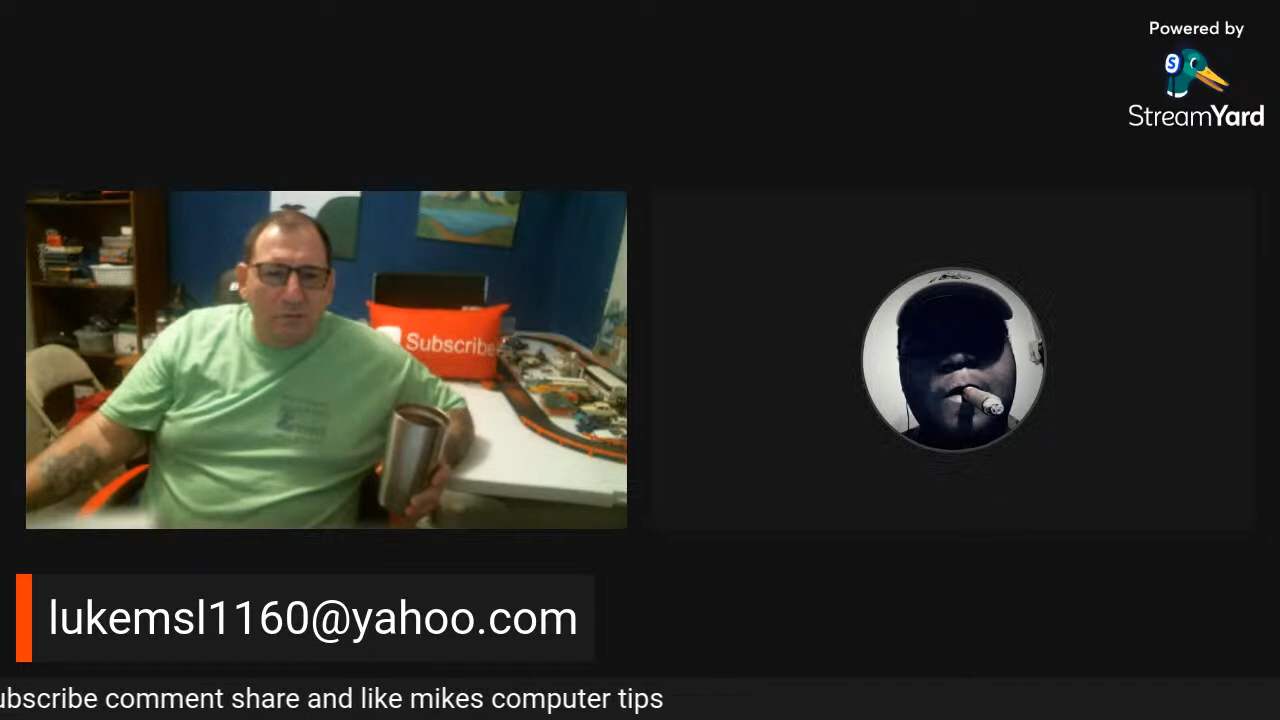 Powered by
S
StreamYard
Subscribe
lukemsl1160@yahoo.com
ubscribe comment share and like mikes computer tips